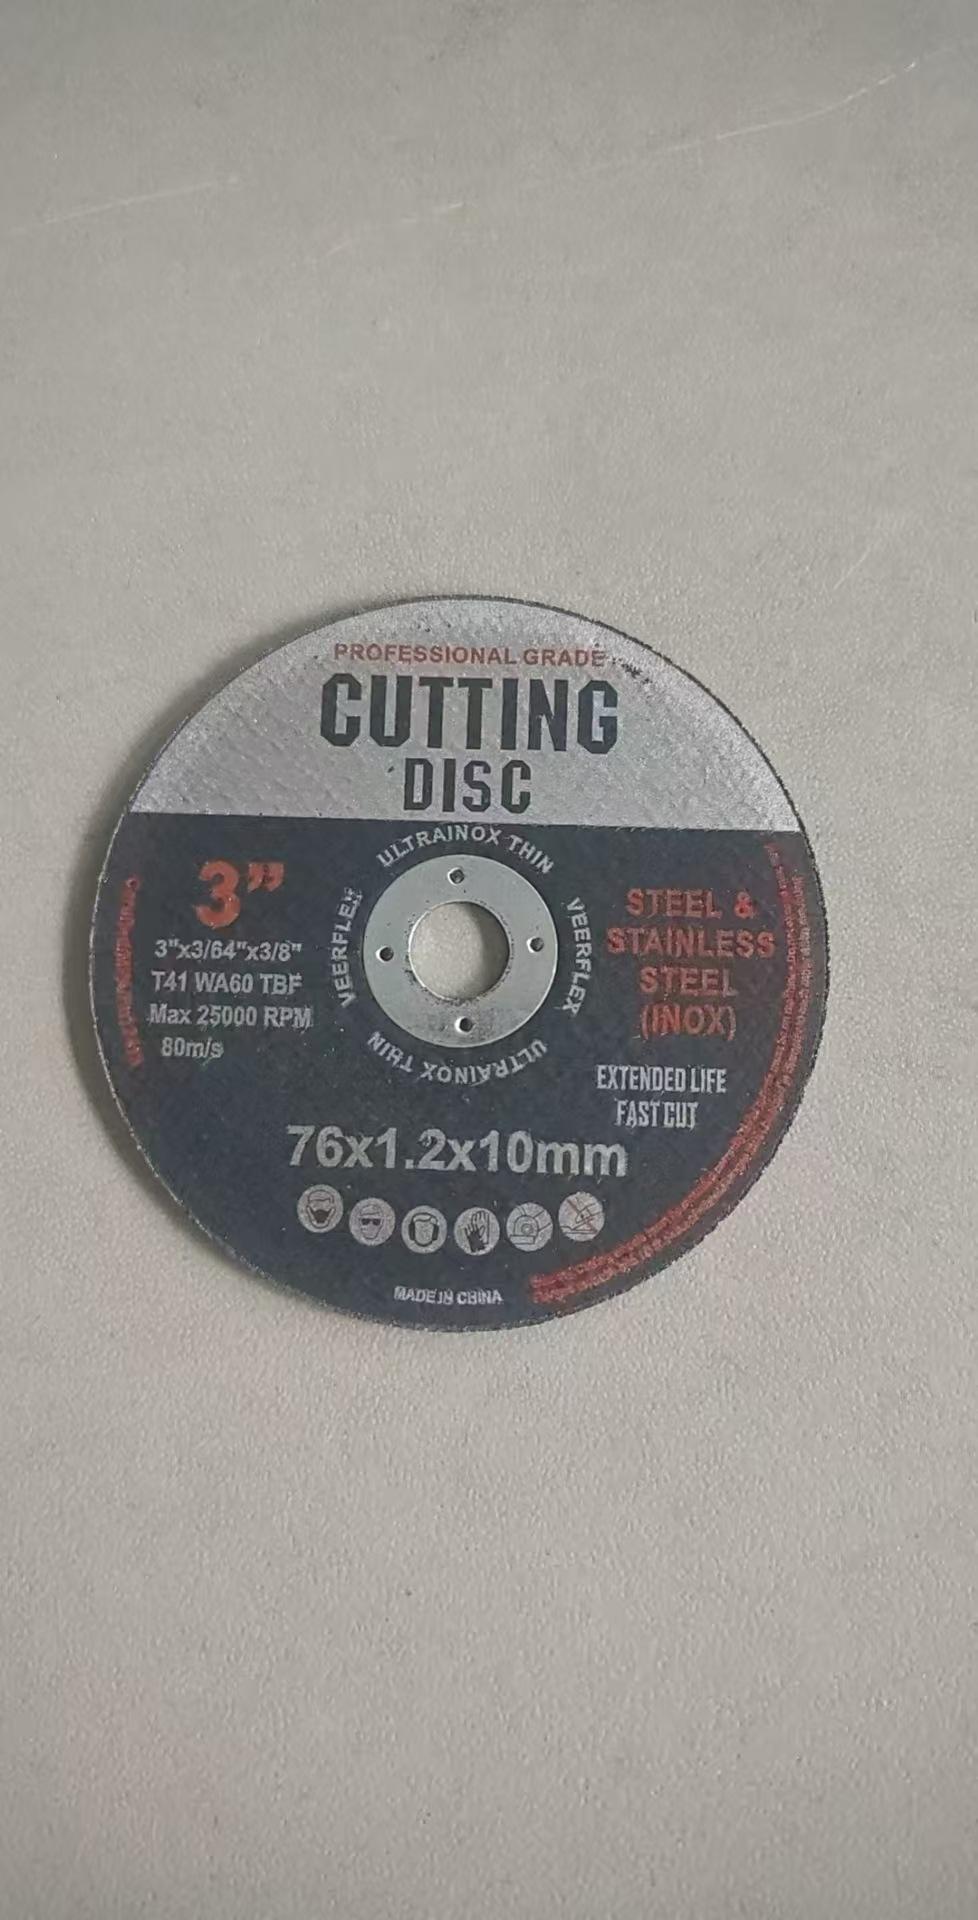 PROFESSIONAL GRADE
CUTTING
DISC
ULTRAINOX THIN
VEERFLEX
VEERFLEX
ULTRAINOX THIN
3”
3"x3/64"x3/8"
T41 WA60 TBF
Max 25000 RPM
80m/s
STEEL &
STAINLESS
STEEL
(INOX)
EXTENDED LIFE
FAST CUT
76x1.2x10mm
MADE IN CHINA